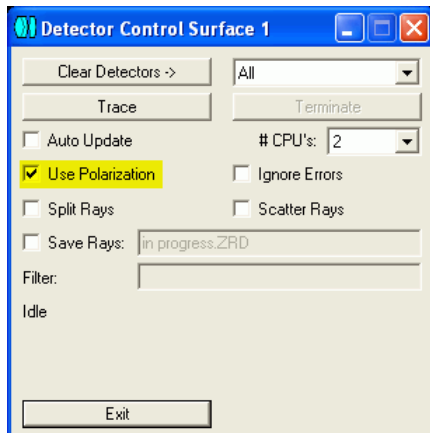 Detector Control Surface 1
Clear Detectors -> All
Trace Terminate
Auto Update # CPU's: 2
Use Polarization Ignore Errors
Split Rays Scatter Rays
Save Rays: in progress.ZRD
Filter:
Idle
Exit